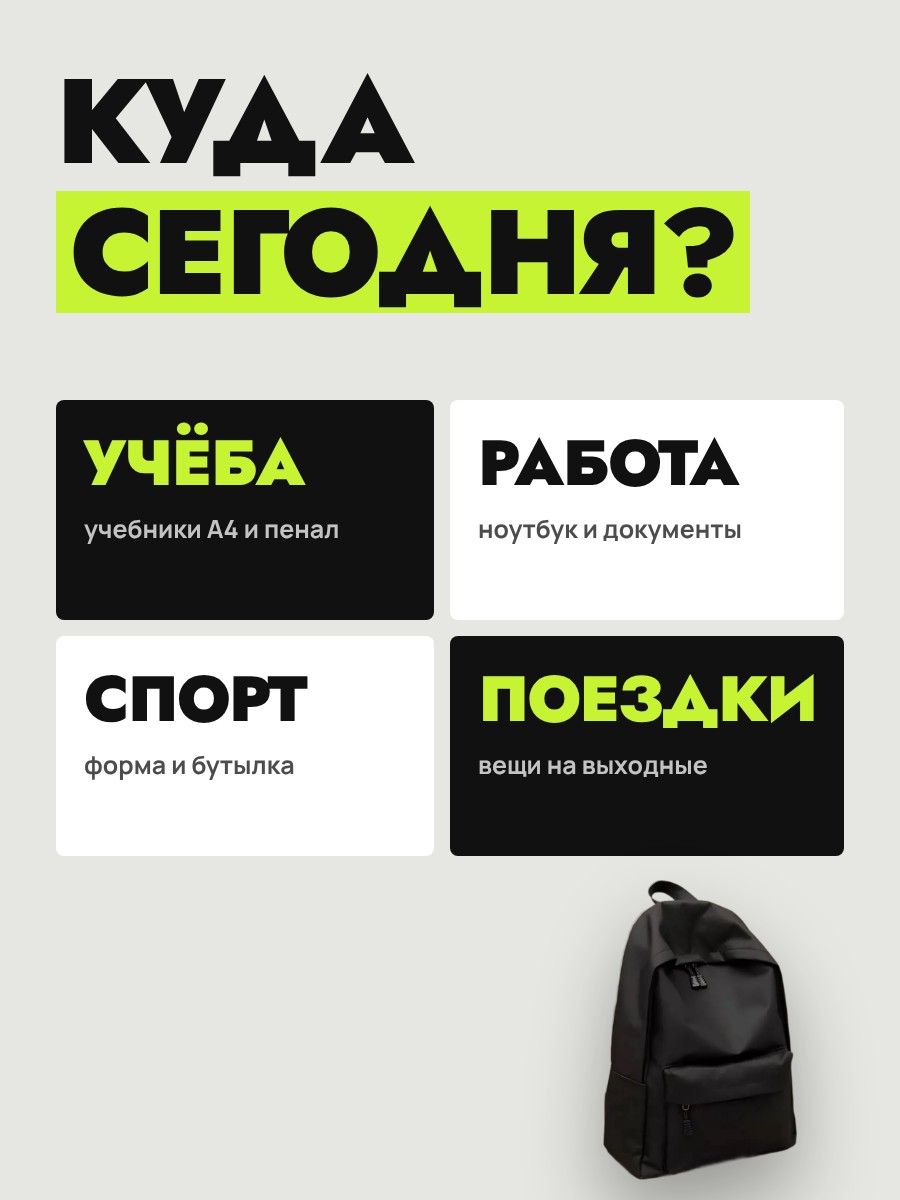 КУДА
СЕГОДНЯ?
УЧЁБА
учебники А4 и пенал
РАБОТА
ноутбук и документы
СПОРТ
форма и бутылка
ПОЕЗДКИ
вещи на выходные